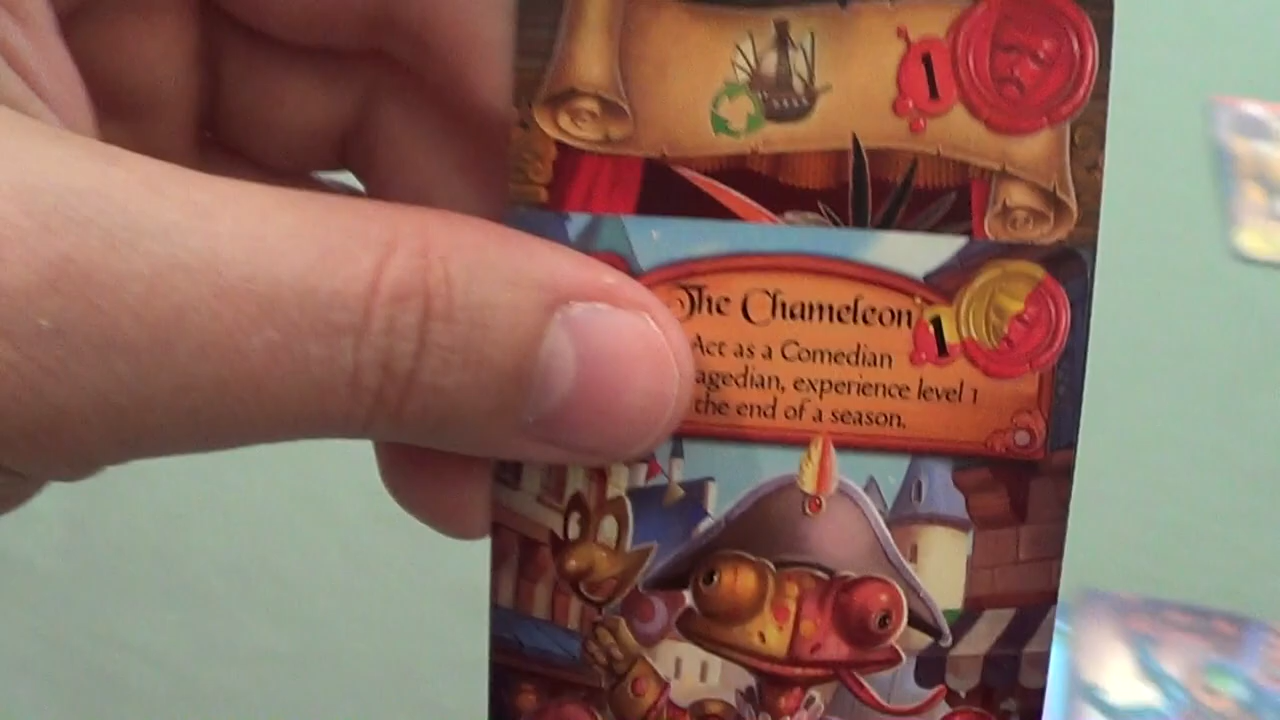 1
The Chameleon
1
Act as a Comedian
agedian, experience level 1
the end of a season.